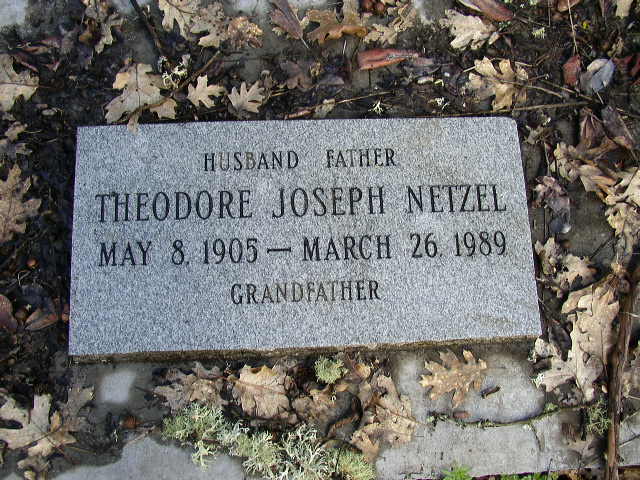 HUSBAND FATHER
THEODORE JOSEPH NETZEL
MAY 8, 1905 — MARCH 26, 1989
GRANDFATHER